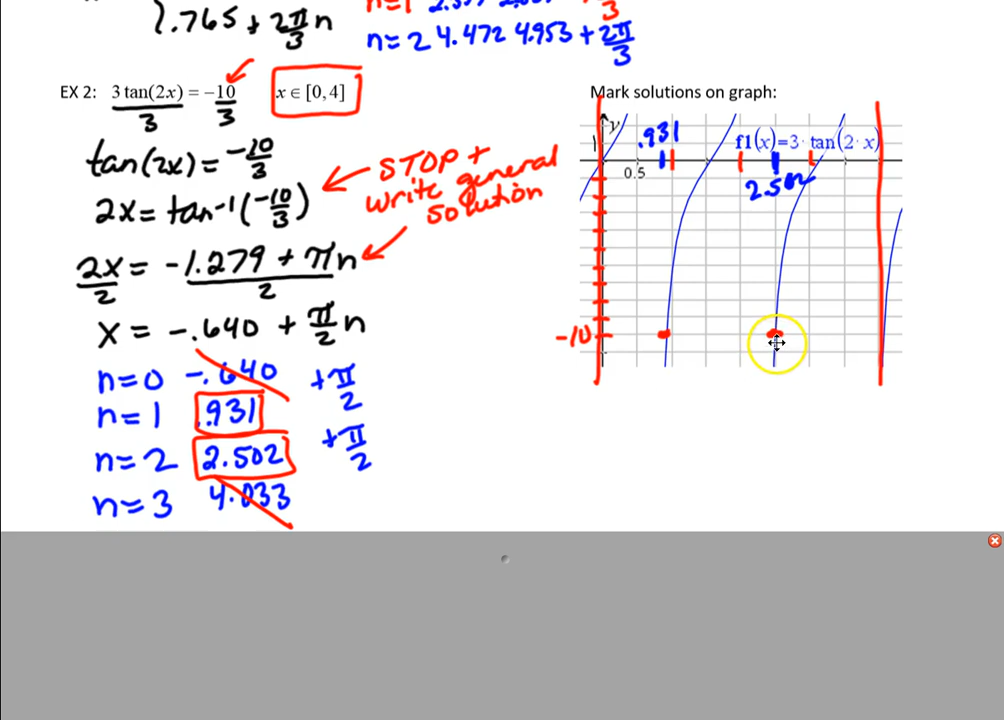 1.765 + 2π/3 n
n=1
n=2 4.472 4.953 + 2π/3
EX 2: 3 tan(2x) = −10 x ∈ [0, 4]
3 3
tan(2x) = -10/3
2x = tan⁻¹(-10/3)
STOP +
write general
solution
2x = -1.279 + πn
2 2
x = -.640 + π/2 n
n=0 -.640 + π/2
n=1 .931
n=2 2.502 + π/2
n=3 4.033
Mark solutions on graph:
y
1
.931
f1(x)=3· tan(2· x)
0.5
2.502
-10